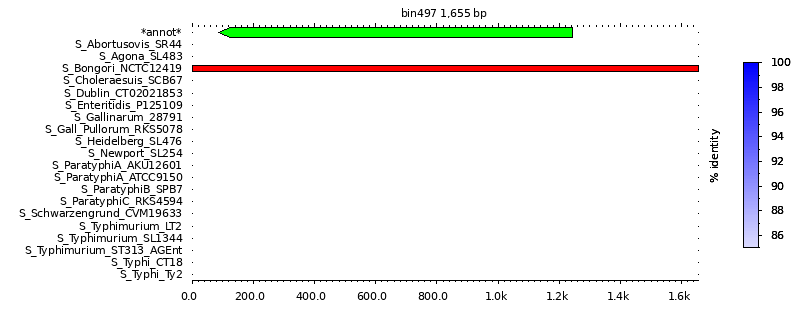 bin497 1,655 bp
*annot*
S_Abortusovis_SR44
S_Agona_SL483
S_Bongori_NCTC12419
S_Choleraesuis_SCB67
S_Dublin_CT02021853
S_Enteritidis_P125109
S_Gallinarum_28791
S_Gall_Pullorum_RKS5078
S_Heidelberg_SL476
S_Newport_SL254
S_ParatyphiA_AKU12601
S_ParatyphiA_ATCC9150
S_ParatyphiB_SPB7
S_ParatyphiC_RKS4594
S_Schwarzengrund_CVM19633
S_Typhimurium_LT2
S_Typhimurium_SL1344
S_Typhimurium_ST313_AGEnt
S_Typhi_CT18
S_Typhi_Ty2
0.0 200.0 400.0 600.0 800.0 1.0k 1.2k 1.4k 1.6k
% identity
100
98
96
94
92
90
88
86